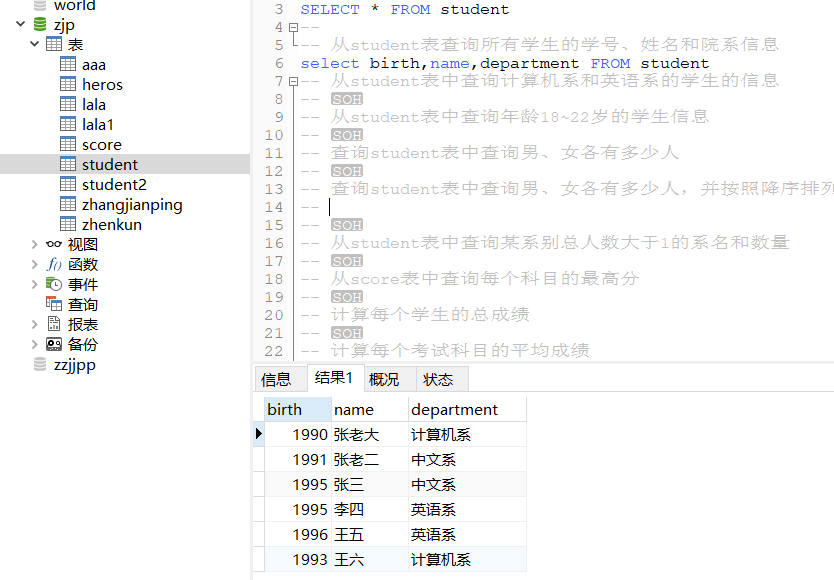 world
zjp
表
aaa
heros
lala
lala1
score
student
student2
zhangjianping
zhenkun
视图
函数
事件
查询
报表
备份
zzjjpp
3 SELECT * FROM student
4 --
5 -- 从student表查询所有学生的学号、姓名和院系信息
6 select birth,name,department FROM student
7 -- 从student表中查询计算机系和英语系的学生的信息
8 -- SOH
9 -- 从student表中查询年龄18~22岁的学生信息
10 -- SOH
11 -- 查询student表中查询男、女各有多少人
12 -- SOH
13 -- 查询student表中查询男、女各有多少人，并按照降序排列
14 --
15 -- SOH
16 -- 从student表中查询某系别总人数大于1的系名和数量
17 -- SOH
18 -- 从score表中查询每个科目的最高分
19 -- SOH
20 -- 计算每个学生的总成绩
21 -- SOH
22 -- 计算每个考试科目的平均成绩
信息 结果1 概况 状态
birth name department
1990 张老大 计算机系
1991 张老二 中文系
1995 张三 中文系
1995 李四 英语系
1996 王五 英语系
1993 王六 计算机系